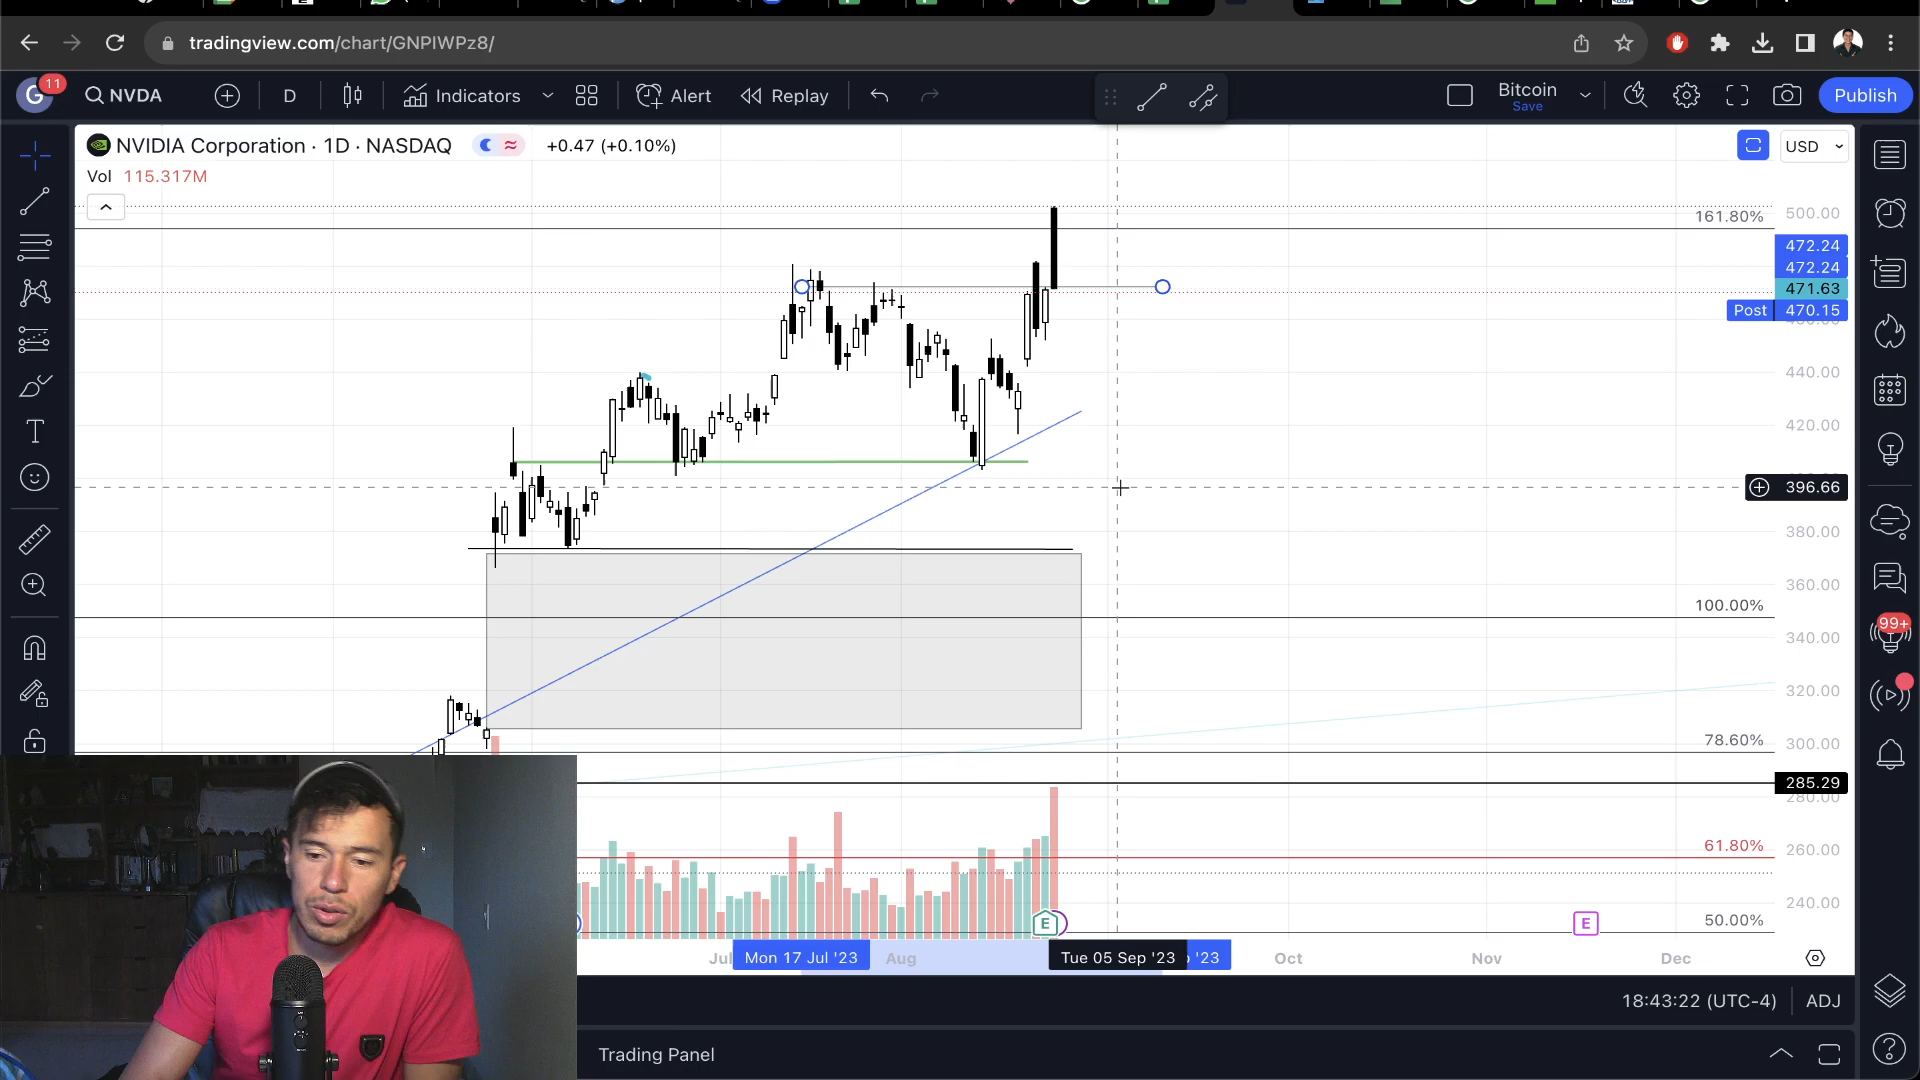 tradingview.com/chart/GNPIWPz8/
G
11
NVDA
D
Indicators
Alert
Replay
Bitcoin
Save
Publish
NVIDIA Corporation · 1D · NASDAQ
+0.47 (+0.10%)
USD
Vol 115.317M
161.80%
500.00
472.24
472.24
471.63
Post 470.15
440.00
420.00
396.66
380.00
360.00
100.00%
340.00
99+
320.00
78.60%
300.00
285.29
280.00
61.80%
260.00
240.00
50.00%
E
E
Jul
Mon 17 Jul '23
Aug
Tue 05 Sep '23
'23
Oct
Nov
Dec
18:43:22 (UTC-4)
ADJ
Trading Panel